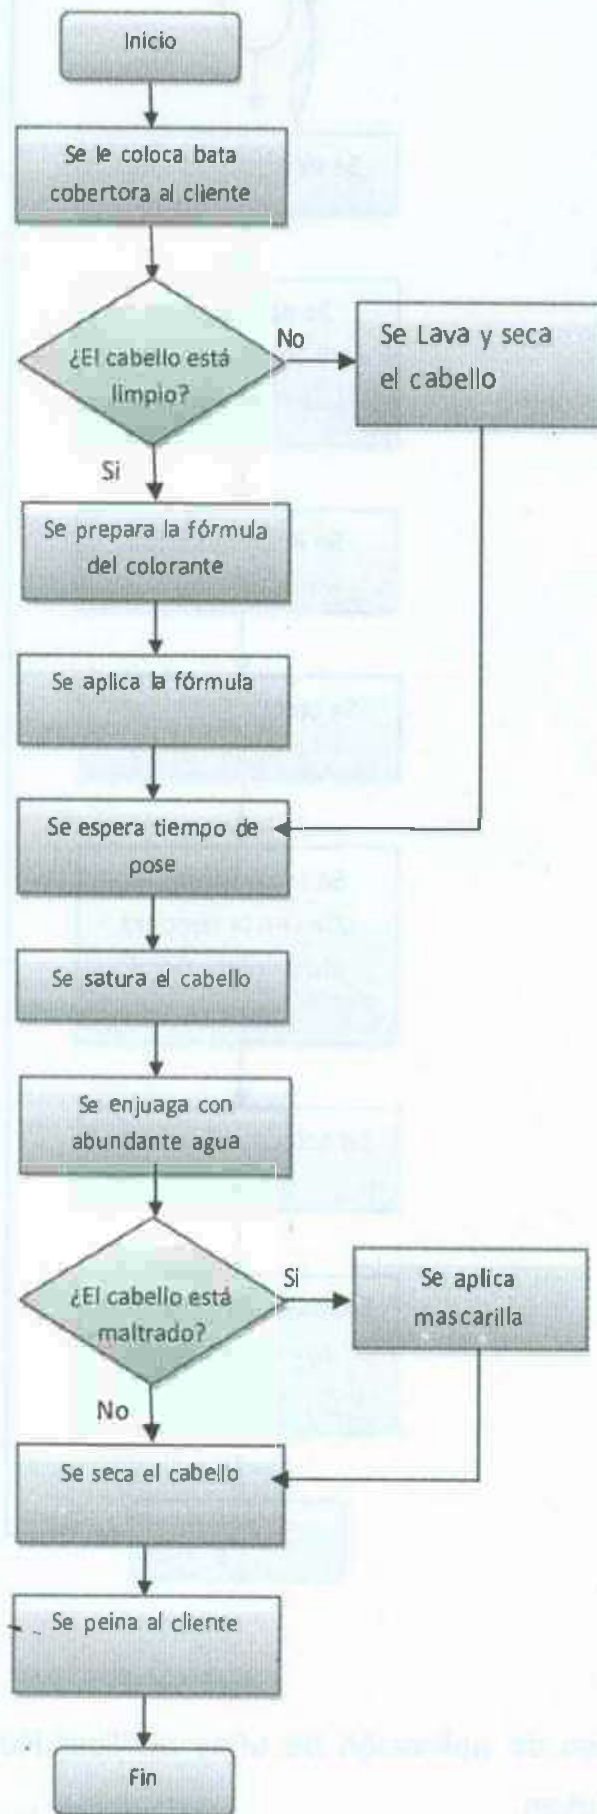 Inicio
Se le coloca bata
cobertora al cliente
¿El cabello está
limpio?
No
Se Lava y seca
el cabello
Si
Se prepara la fórmula
del colorante
Se aplica la fórmula
Se espera tiempo de
pose
Se satura el cabello
Se enjuaga con
abundante agua
¿El cabello está
maltrado?
Si
Se aplica
mascarilla
No
Se seca el cabello
Se peina al cliente
Fin